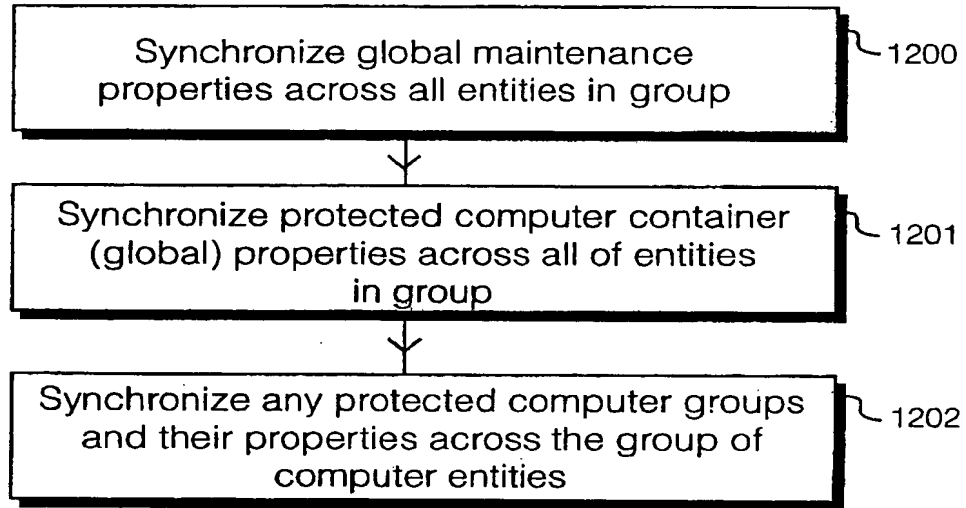 Synchronize global maintenance
properties across all entities in group
1200
Synchronize protected computer container
(global) properties across all of entities
in group
1201
Synchronize any protected computer groups
and their properties across the group of
computer entities
1202